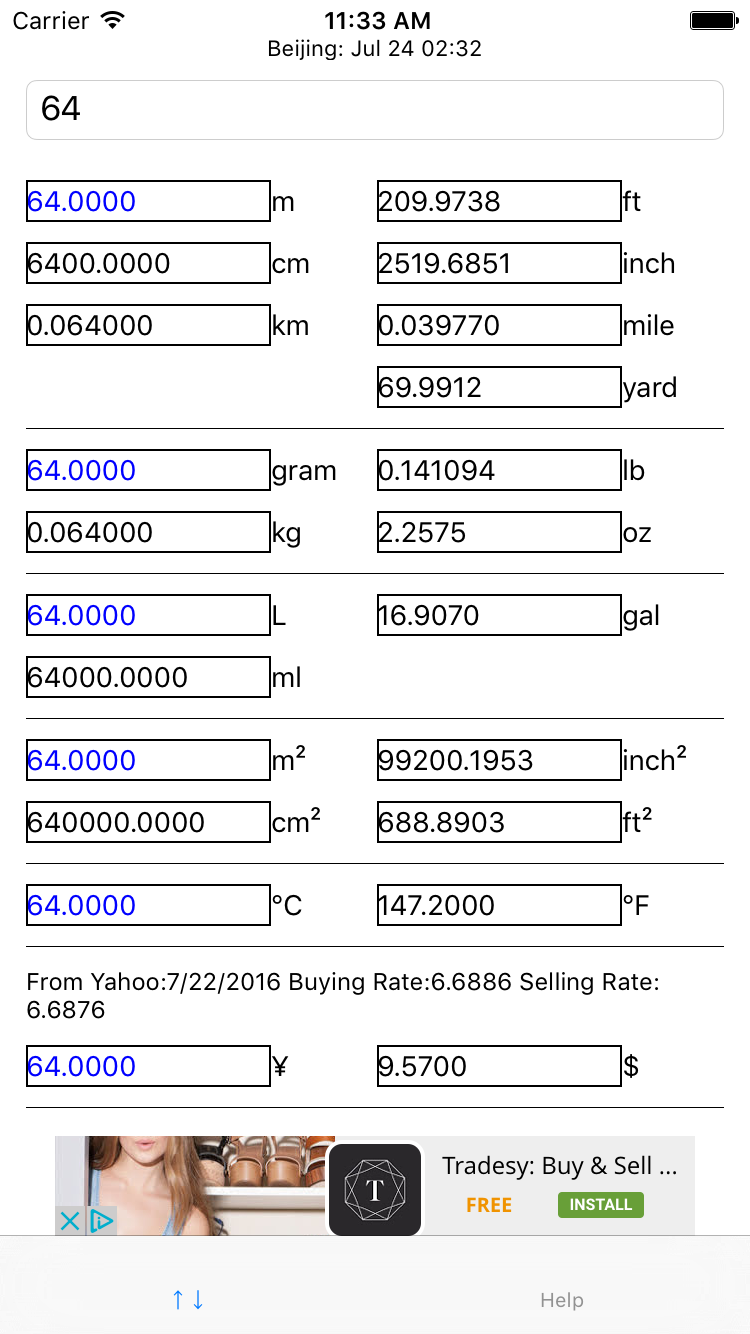 Carrier 11:33 AM
Beijing: Jul 24 02:32
64
64.0000 m 209.9738 ft
6400.0000 cm 2519.6851 inch
0.064000 km 0.039770 mile
69.9912 yard
64.0000 gram 0.141094 lb
0.064000 kg 2.2575 oz
64.0000 L 16.9070 gal
64000.0000 ml
64.0000 m² 99200.1953 inch²
640000.0000 cm² 688.8903 ft²
64.0000 °C 147.2000 °F
From Yahoo:7/22/2016 Buying Rate:6.6886 Selling Rate:
6.6876
64.0000 ¥ 9.5700 $
T
Tradesy: Buy & Sell ...
FREE INSTALL
↑↓ Help